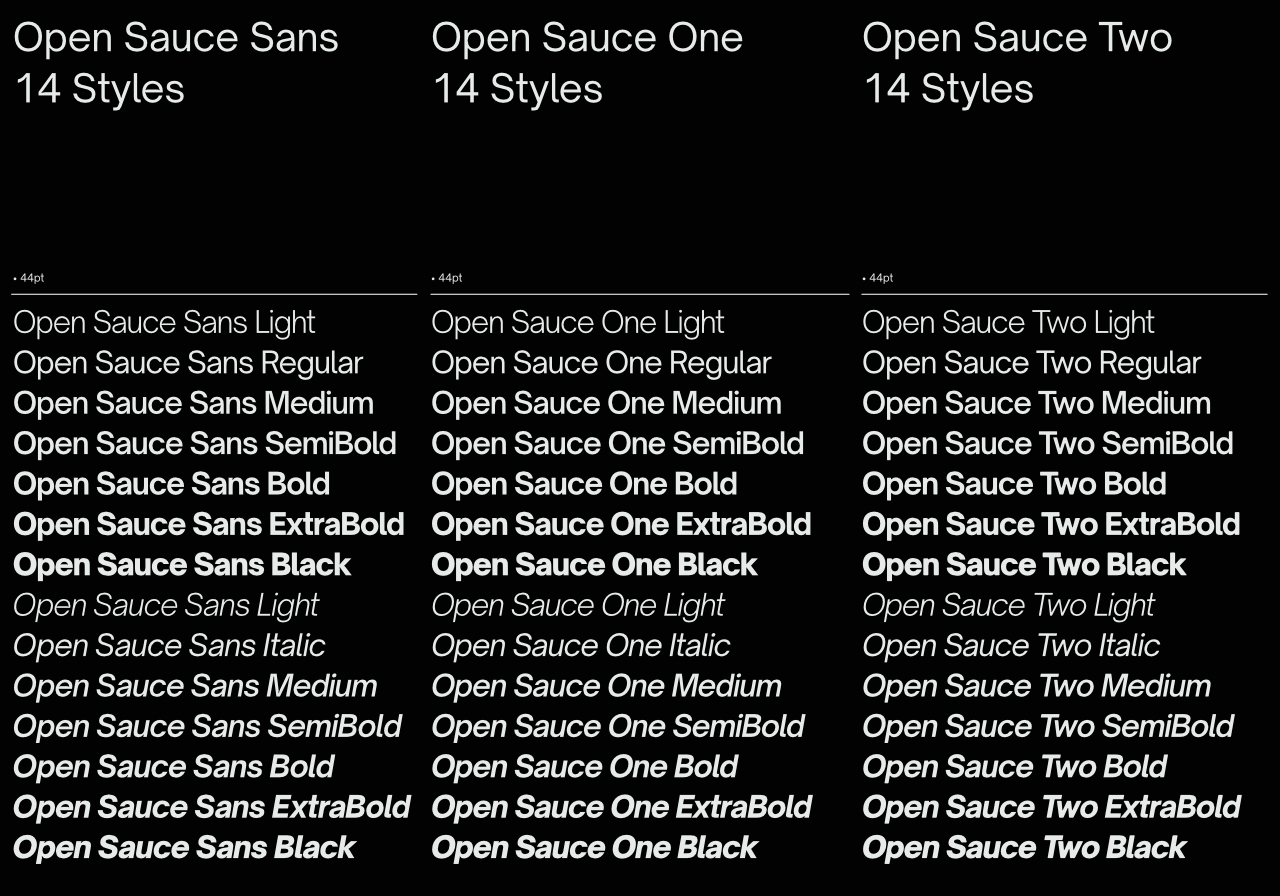 Open Sauce Sans
14 Styles
• 44pt
Open Sauce Sans Light
Open Sauce Sans Regular
Open Sauce Sans Medium
Open Sauce Sans SemiBold
Open Sauce Sans Bold
Open Sauce Sans ExtraBold
Open Sauce Sans Black
Open Sauce Sans Light
Open Sauce Sans Italic
Open Sauce Sans Medium
Open Sauce Sans SemiBold
Open Sauce Sans Bold
Open Sauce Sans ExtraBold
Open Sauce Sans Black
Open Sauce One
14 Styles
• 44pt
Open Sauce One Light
Open Sauce One Regular
Open Sauce One Medium
Open Sauce One SemiBold
Open Sauce One Bold
Open Sauce One ExtraBold
Open Sauce One Black
Open Sauce One Light
Open Sauce One Italic
Open Sauce One Medium
Open Sauce One SemiBold
Open Sauce One Bold
Open Sauce One ExtraBold
Open Sauce One Black
Open Sauce Two
14 Styles
• 44pt
Open Sauce Two Light
Open Sauce Two Regular
Open Sauce Two Medium
Open Sauce Two SemiBold
Open Sauce Two Bold
Open Sauce Two ExtraBold
Open Sauce Two Black
Open Sauce Two Light
Open Sauce Two Italic
Open Sauce Two Medium
Open Sauce Two SemiBold
Open Sauce Two Bold
Open Sauce Two ExtraBold
Open Sauce Two Black